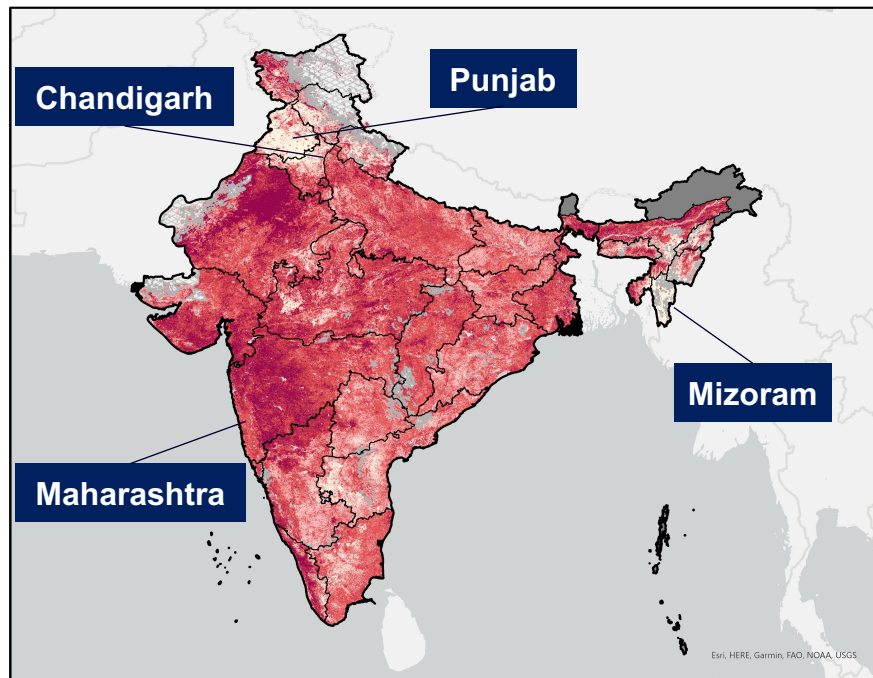 Punjab
Chandigarh
Mizoram
Maharashtra
Esri, HERE, Garmin, FAO, NOAA, USGS